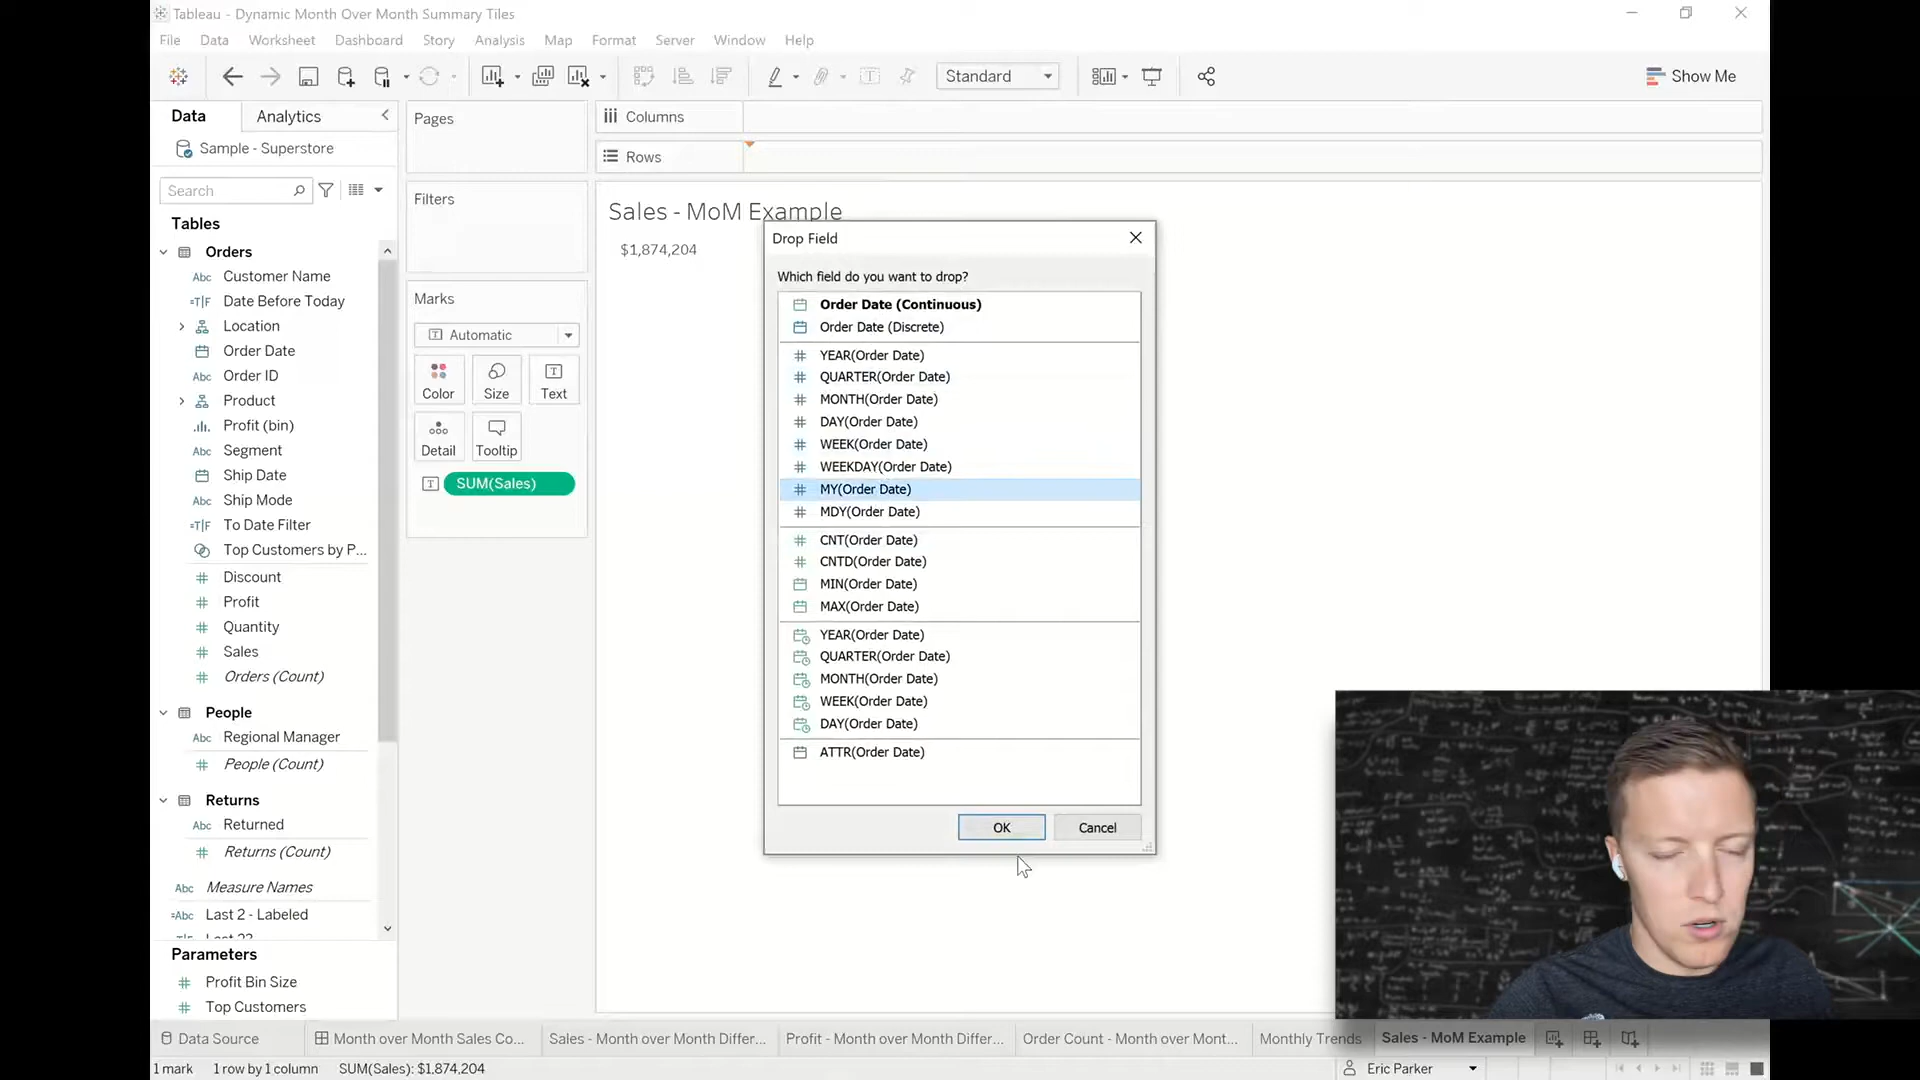 Tableau - Dynamic Month Over Month Summary Tiles
File Data Worksheet Dashboard Story Analysis Map Format Server Window Help
Standard
Show Me
Data Analytics
Sample - Superstore
Search
Tables
Orders
Abc Customer Name
=T|F Date Before Today
Location
Order Date
Abc Order ID
Product
Profit (bin)
Abc Segment
Ship Date
Abc Ship Mode
=T|F To Date Filter
Top Customers by P...
Discount
Profit
Quantity
Sales
Orders (Count)
People
Abc Regional Manager
People (Count)
Returns
Abc Returned
Returns (Count)
Abc Measure Names
=Abc Last 2 - Labeled
Parameters
Profit Bin Size
Top Customers
Pages
Filters
Marks
Automatic
Color Size Text
Detail Tooltip
SUM(Sales)
Columns
Rows
Sales - MoM Example
$1,874,204
Drop Field
Which field do you want to drop?
Order Date (Continuous)
Order Date (Discrete)
YEAR(Order Date)
QUARTER(Order Date)
MONTH(Order Date)
DAY(Order Date)
WEEK(Order Date)
WEEKDAY(Order Date)
MY(Order Date)
MDY(Order Date)
CNT(Order Date)
CNTD(Order Date)
MIN(Order Date)
MAX(Order Date)
YEAR(Order Date)
QUARTER(Order Date)
MONTH(Order Date)
WEEK(Order Date)
DAY(Order Date)
ATTR(Order Date)
OK Cancel
Data Source Month over Month Sales Co... Sales - Month over Month Differ... Profit - Month over Month Differ... Order Count - Month over Mont... Monthly Trends Sales - MoM Example
1 mark 1 row by 1 column SUM(Sales): $1,874,204 Eric Parker